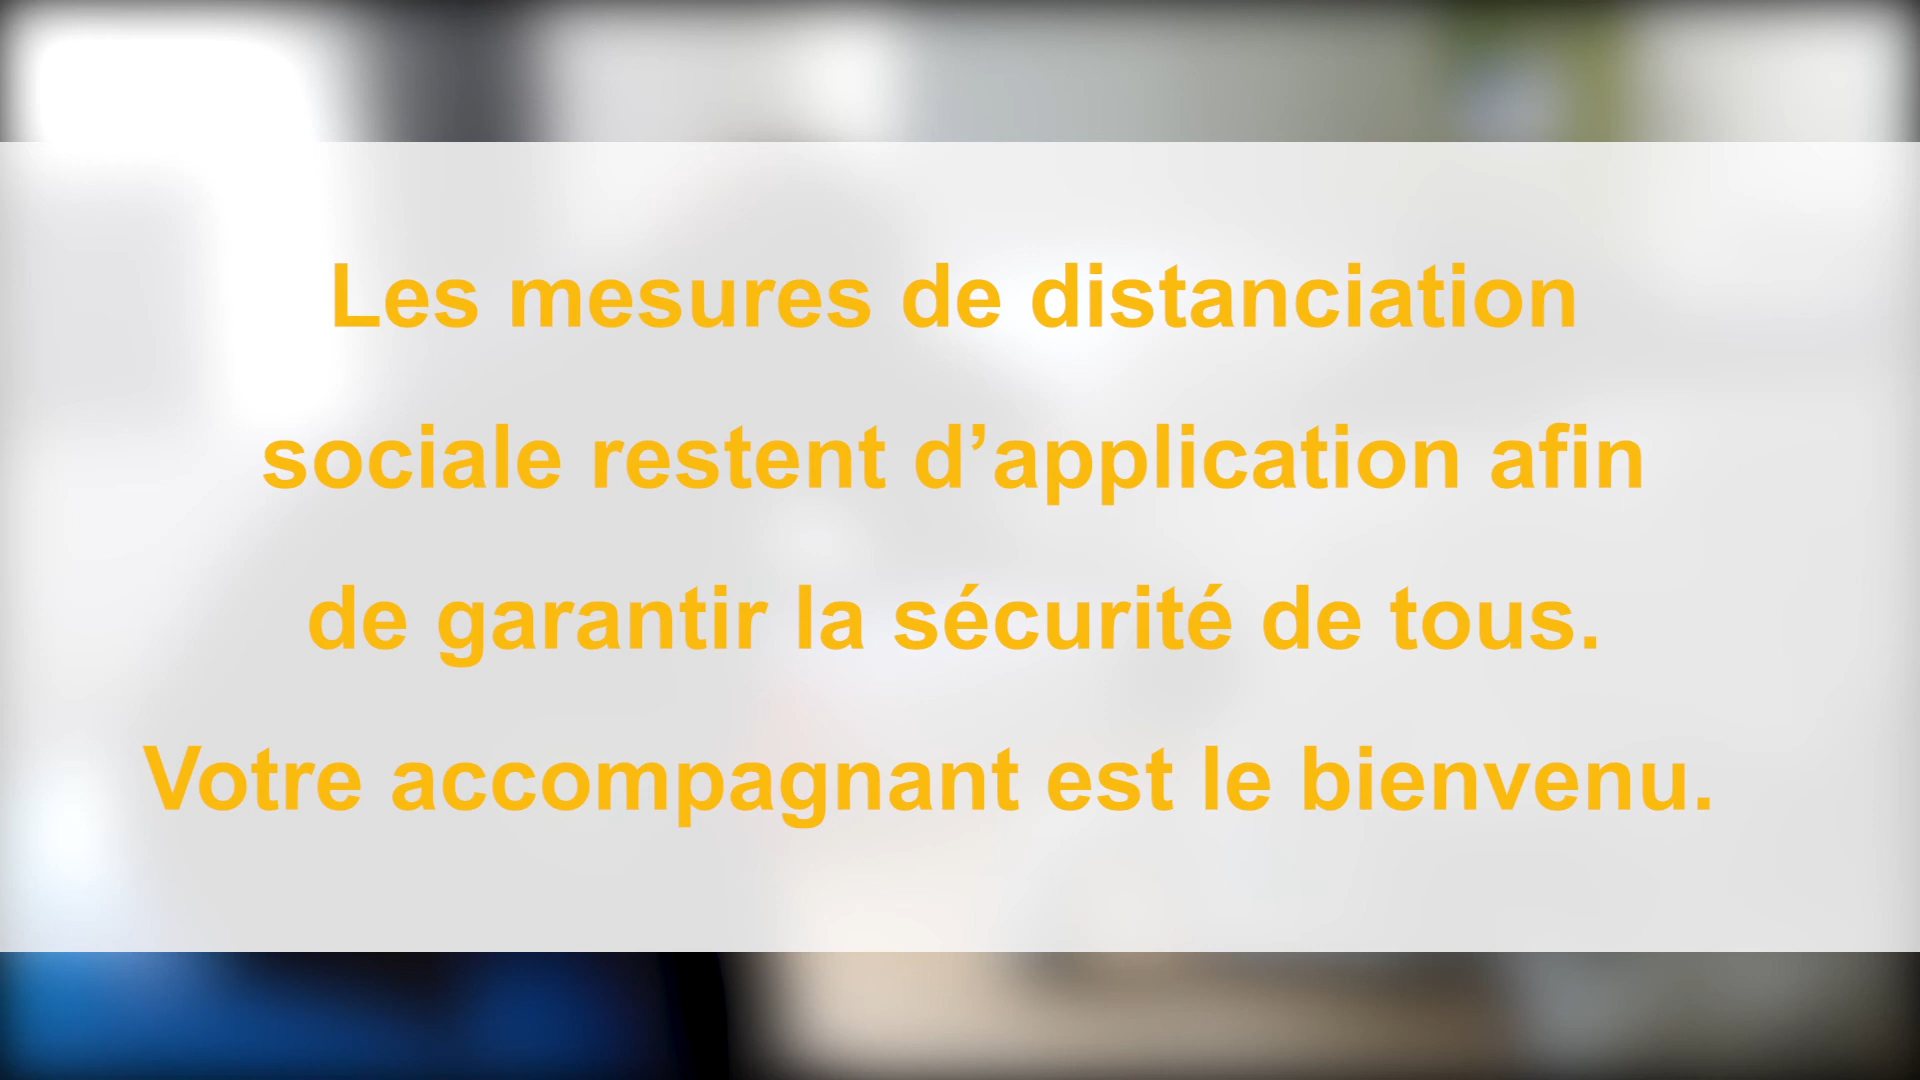 Les mesures de distanciation
sociale restent d’application afin
de garantir la sécurité de tous.
Votre accompagnant est le bienvenu.